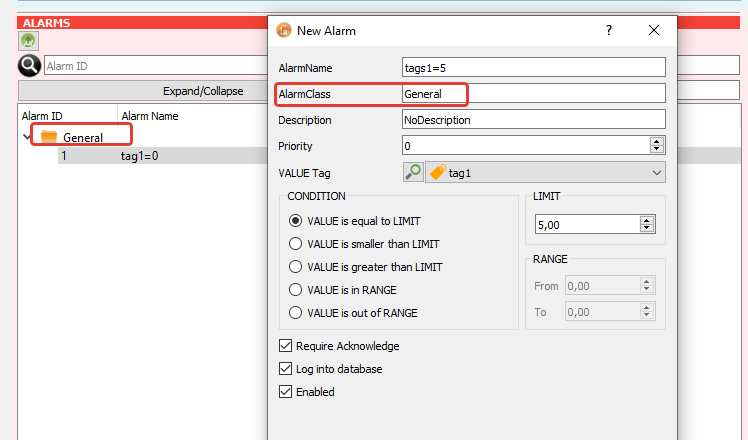 ALARMS
New Alarm
?
Alarm ID
Expand/Collapse
Alarm ID Alarm Name
General
1 tag1=0
AlarmName tags1=5
AlarmClass General
Description NoDescription
Priority 0
VALUE Tag tag1
CONDITION
VALUE is equal to LIMIT
VALUE is smaller than LIMIT
VALUE is greater than LIMIT
VALUE is in RANGE
VALUE is out of RANGE
LIMIT
5,00
RANGE
From 0,00
To 0,00
Require Acknowledge
Log into database
Enabled